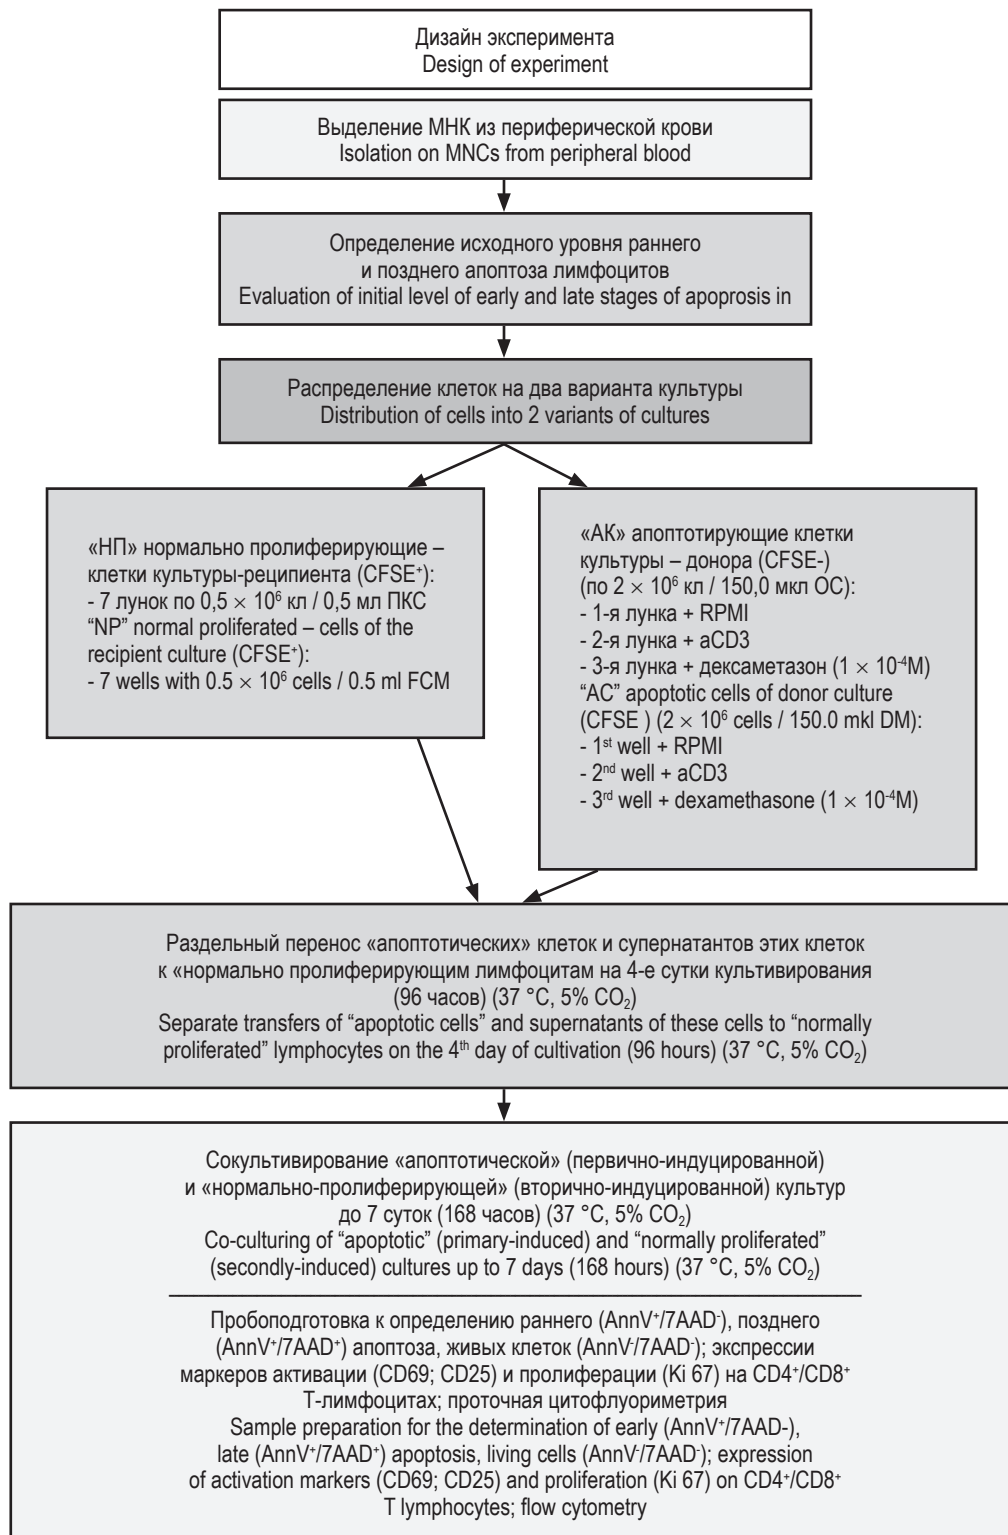 Дизайн эксперимента
Design of experiment
Выделение МНК из периферической крови
Isolation on MNCs from peripheral blood
Определение исходного уровня раннего
и позднего апоптоза лимфоцитов
Evaluation of initial level of early and late stages of apoprosis in
Распределение клеток на два варианта культуры
Distribution of cells into 2 variants of cultures
«НП» нормально пролиферирующие –
клетки культуры-реципиента (CFSE⁺):
- 7 лунок по 0,5 × 10⁶ кл / 0,5 мл ПКС
“NP” normal proliferated – cells of the
recipient culture (CFSE⁺):
- 7 wells with 0.5 × 10⁶ cells / 0.5 ml FCM
«АК» апоптотирующие клетки
культуры – донора (CFSE-)
(по 2 × 10⁶ кл / 150,0 мкл ОС):
- 1-я лунка + RPMI
- 2-я лунка + aCD3
- 3-я лунка + дексаметазон (1 × 10⁻⁴M)
“AC” apoptotic cells of donor culture
(CFSE ) (2 × 10⁶ cells / 150.0 mkl DM):
- 1ˢᵗ well + RPMI
- 2ⁿᵈ well + aCD3
- 3ʳᵈ well + dexamethasone (1 × 10⁻⁴M)
Раздельный перенос «апоптотических» клеток и супернатантов этих клеток
к «нормально пролиферирующим лимфоцитам на 4-е сутки культивирования
(96 часов) (37 °C, 5% CO₂)
Separate transfers of “apoptotic cells” and supernatants of these cells to “normally
proliferated” lymphocytes on the 4ᵗʰ day of cultivation (96 hours) (37 °C, 5% CO₂)
Сокультивирование «апоптотической» (первично-индуцированной)
и «нормально-пролиферирующей» (вторично-индуцированной) культур
до 7 суток (168 часов) (37 °C, 5% CO₂)
Co-culturing of “apoptotic” (primary-induced) and “normally proliferated”
(secondly-induced) cultures up to 7 days (168 hours) (37 °C, 5% CO₂)
Пробоподготовка к определению раннего (AnnV⁺/7AAD⁻), позднего
(AnnV⁺/7AAD⁺) апоптоза, живых клеток (AnnV⁻/7AAD⁻); экспрессии
маркеров активации (CD69; CD25) и пролиферации (Ki 67) на CD4⁺/CD8⁺
Т-лимфоцитах; проточная цитофлуориметрия
Sample preparation for the determination of early (AnnV⁺/7AAD-),
late (AnnV⁺/7AAD⁺) apoptosis, living cells (AnnV⁻/7AAD⁻); expression
of activation markers (CD69; CD25) and proliferation (Ki 67) on CD4⁺/CD8⁺
T lymphocytes; flow cytometry